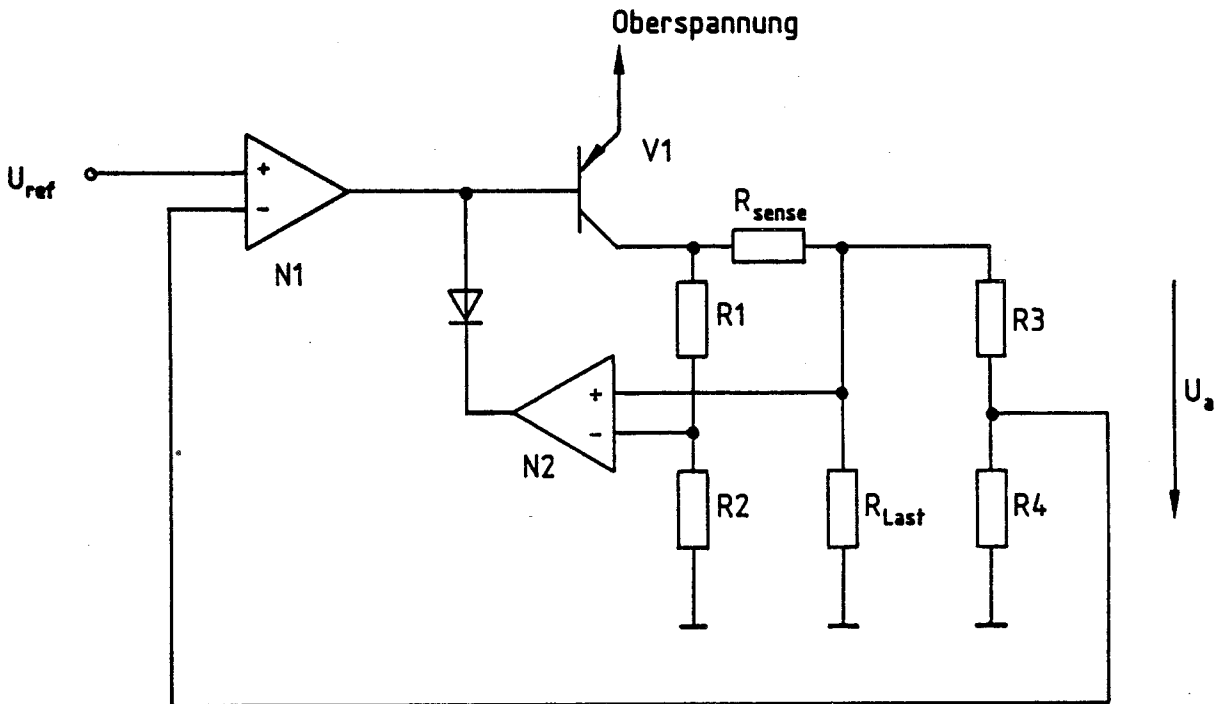 Oberspannung
V1
U_ref
+
-
N1
R_sense
R1
R3
U_a
+
-
N2
R2
R_Last
R4